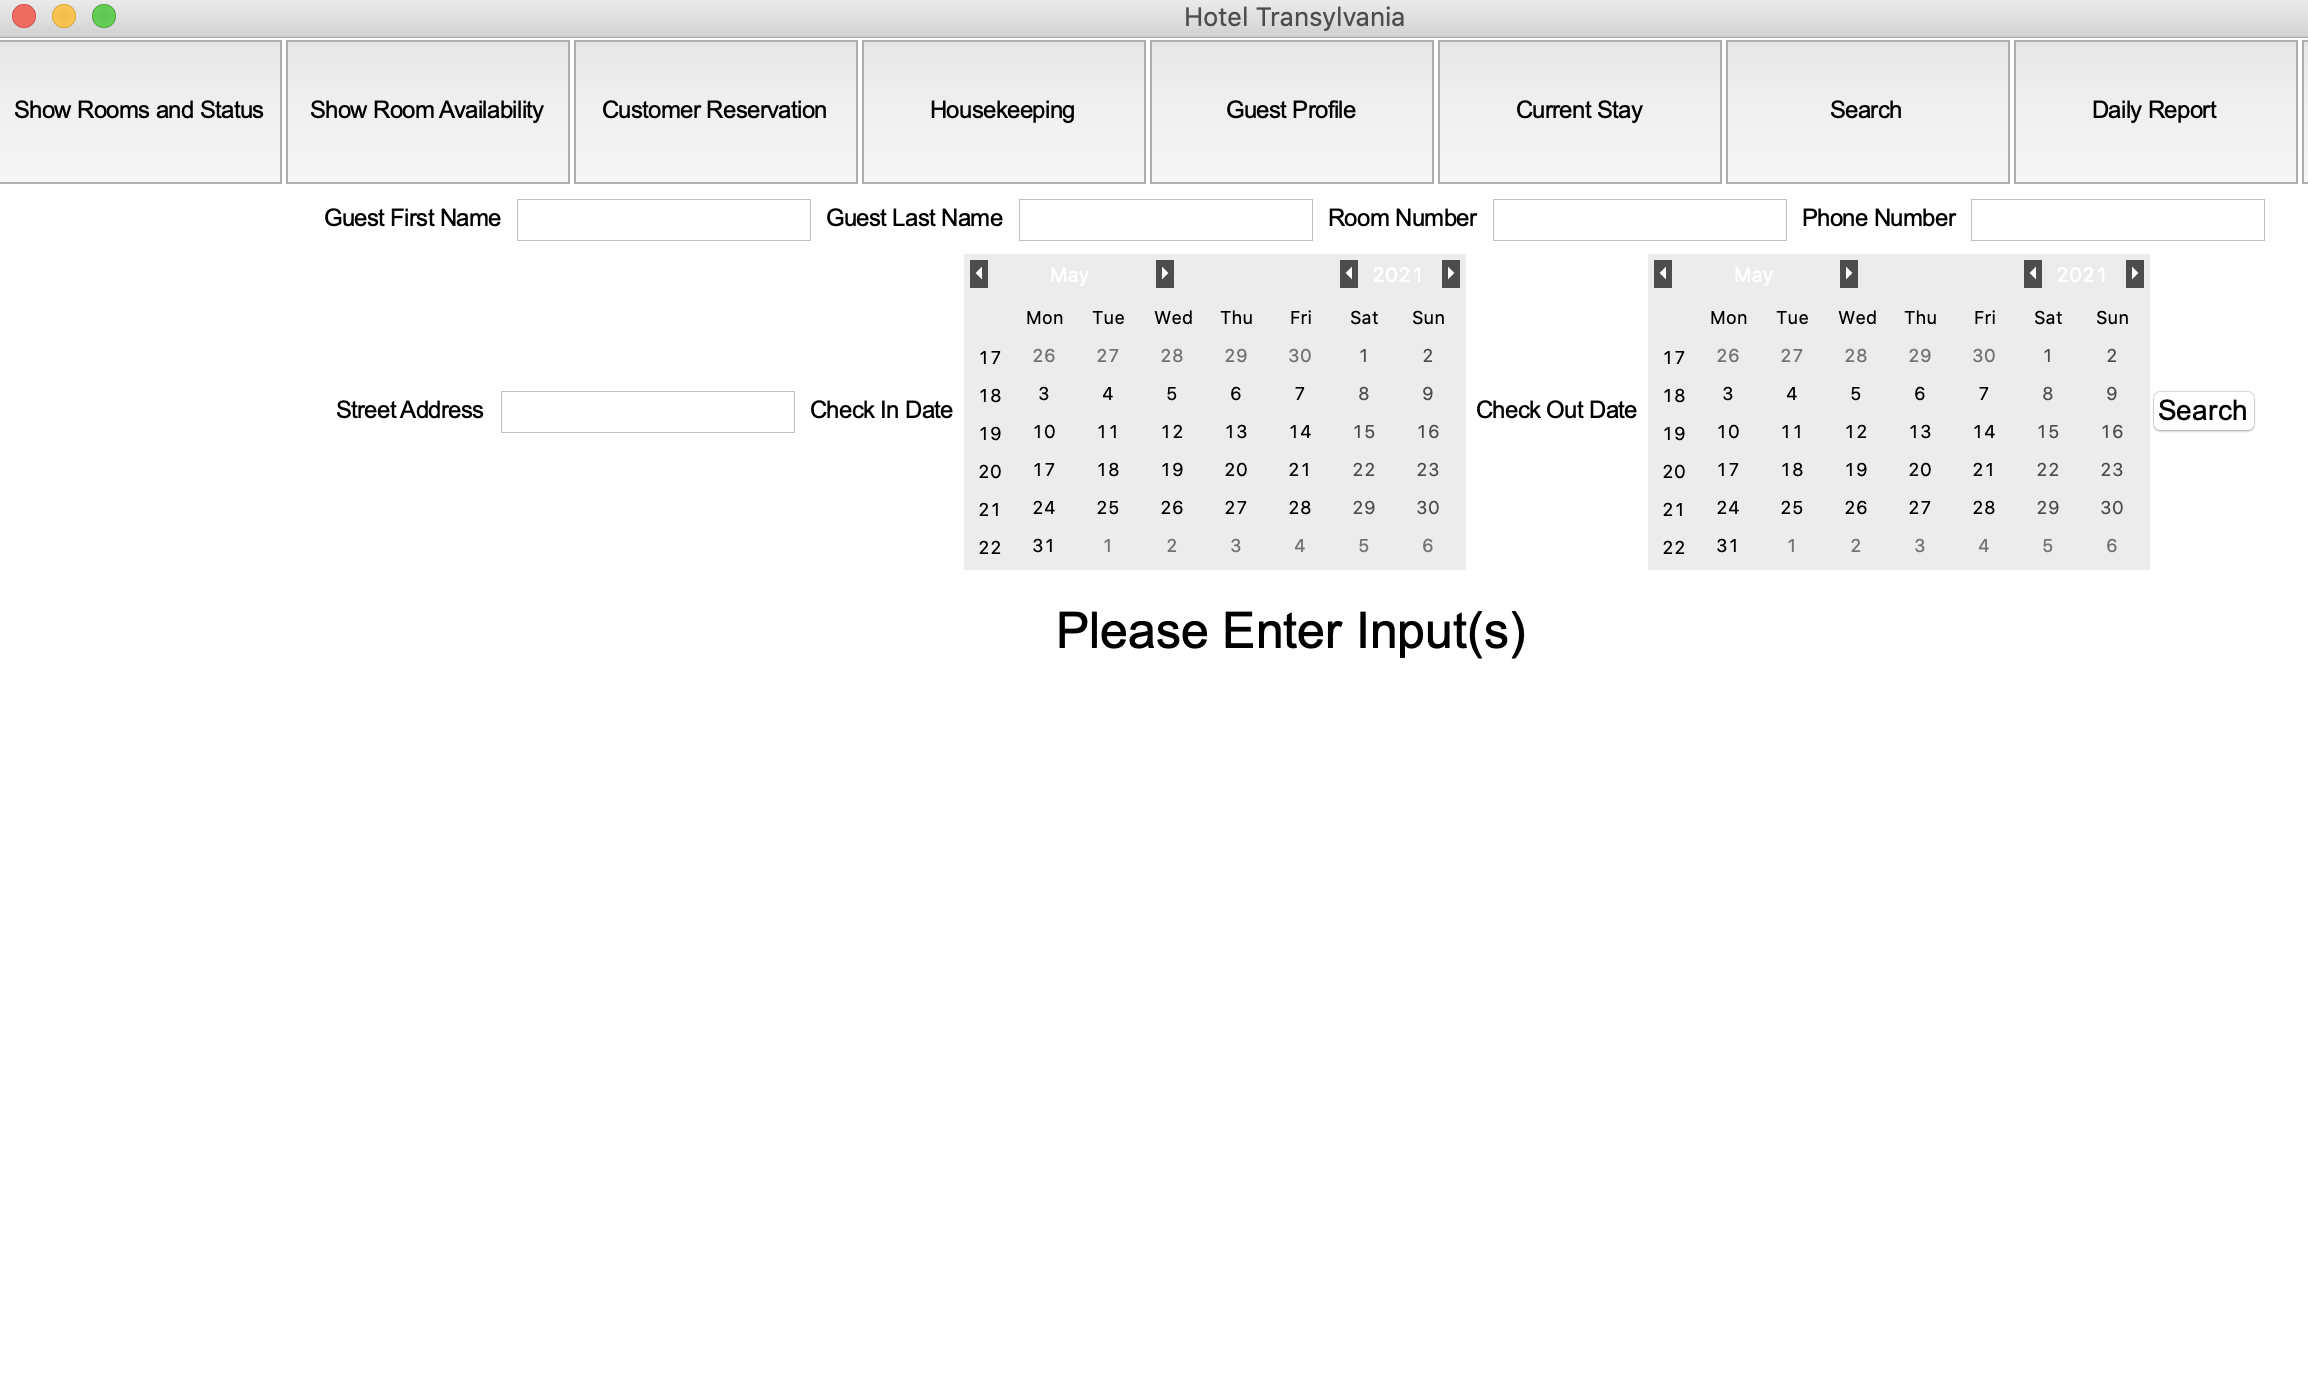 Hotel Transylvania
Show Rooms and Status Show Room Availability Customer Reservation Housekeeping Guest Profile Current Stay Search Daily Report
Guest First Name Guest Last Name Room Number Phone Number
May 2021 May 2021
Mon Tue Wed Thu Fri Sat Sun Mon Tue Wed Thu Fri Sat Sun
17 26 27 28 29 30 1 2 17 26 27 28 29 30 1 2
18 3 4 5 6 7 8 9 18 3 4 5 6 7 8 9
Street Address Check In Date Check Out Date Search
19 10 11 12 13 14 15 16 19 10 11 12 13 14 15 16
20 17 18 19 20 21 22 23 20 17 18 19 20 21 22 23
21 24 25 26 27 28 29 30 21 24 25 26 27 28 29 30
22 31 1 2 3 4 5 6 22 31 1 2 3 4 5 6
Please Enter Input(s)